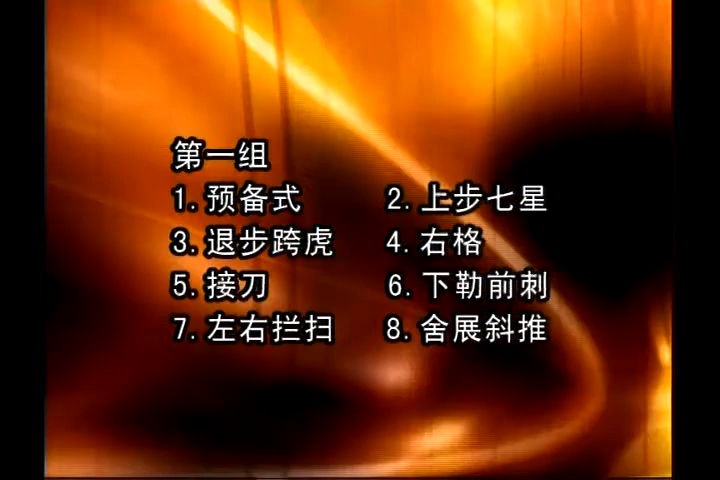 第一组
1.预备式 2.上步七星
3.退步跨虎 4.右格
5.接刀 6.下勒前刺
7.左右拦扫 8.舍展斜推